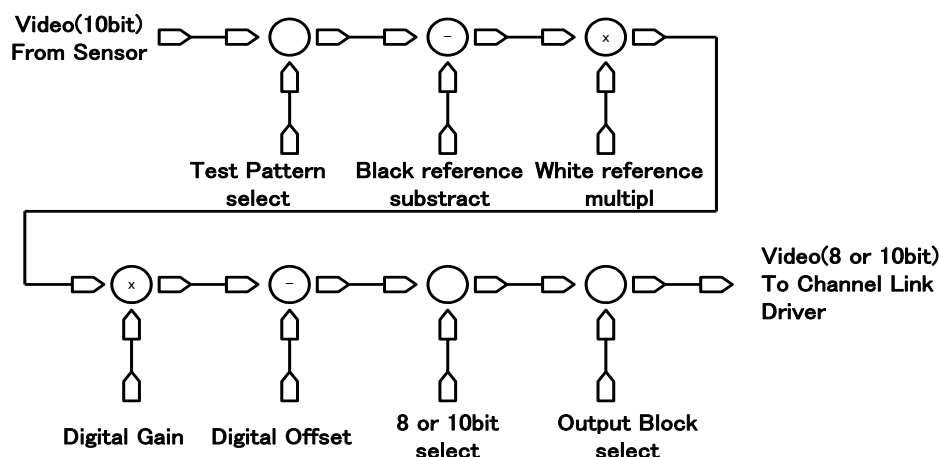 Video(10bit)
From Sensor
-
x
Test Pattern
select
Black reference
substract
White reference
multipl
x
-
Video(8 or 10bit)
To Channel Link
Driver
Digital Gain
Digital Offset
8 or 10bit
select
Output Block
select